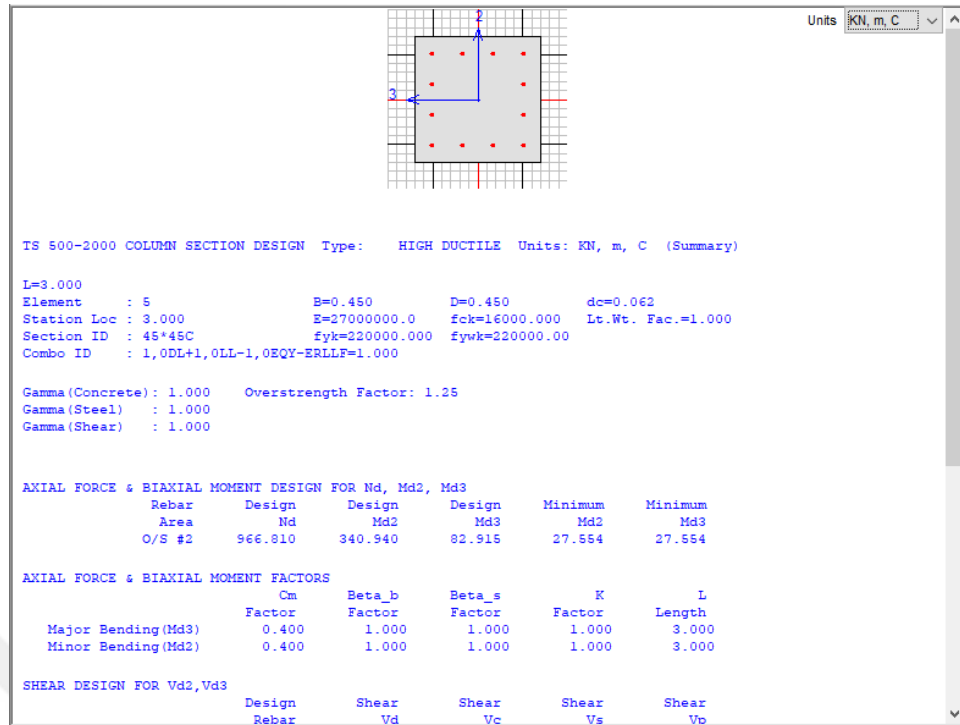 Units KN, m, C
2
3
TS 500-2000 COLUMN SECTION DESIGN Type: HIGH DUCTILE Units: KN, m, C (Summary)
L=3.000
Element : 5 B=0.450 D=0.450 dc=0.062
Station Loc : 3.000 E=27000000.0 fck=16000.000 Lt.Wt. Fac.=1.000
Section ID : 45*45C fyk=220000.000 fywk=220000.00
Combo ID : 1,0DL+1,0LL-1,0EQY-ERLLF=1.000
Gamma(Concrete): 1.000 Overstrength Factor: 1.25
Gamma(Steel) : 1.000
Gamma(Shear) : 1.000
AXIAL FORCE & BIAXIAL MOMENT DESIGN FOR Nd, Md2, Md3
Rebar Design Design Design Minimum Minimum
Area Nd Md2 Md3 Md2 Md3
O/S #2 966.810 340.940 82.915 27.554 27.554
AXIAL FORCE & BIAXIAL MOMENT FACTORS
Cm Beta_b Beta_s K L
Factor Factor Factor Factor Length
Major Bending(Md3) 0.400 1.000 1.000 1.000 3.000
Minor Bending(Md2) 0.400 1.000 1.000 1.000 3.000
SHEAR DESIGN FOR Vd2,Vd3
Design Shear Shear Shear Shear
Rebar Vd Vc Vs Vp